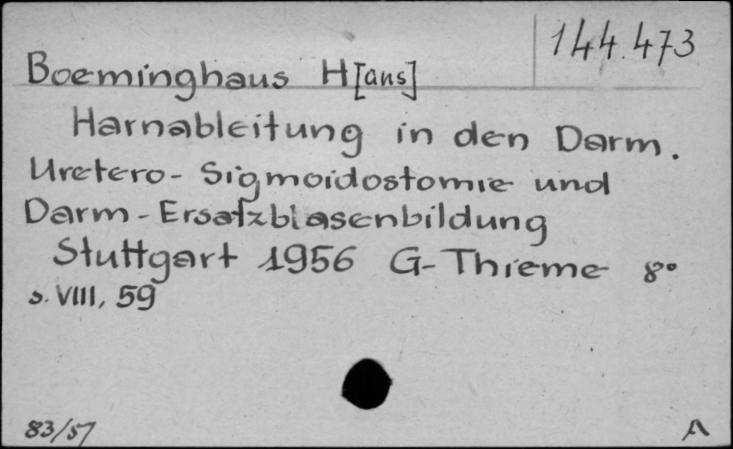 144.473
Boeminghaus H[ans]
Harnableitung in den Darm.
Uretero-Sigmoidostomie und
Darm-Ersatzblasenbildung
Stuttgart 1956 G-Thieme 8°
s. VIII, 59
83/57
A